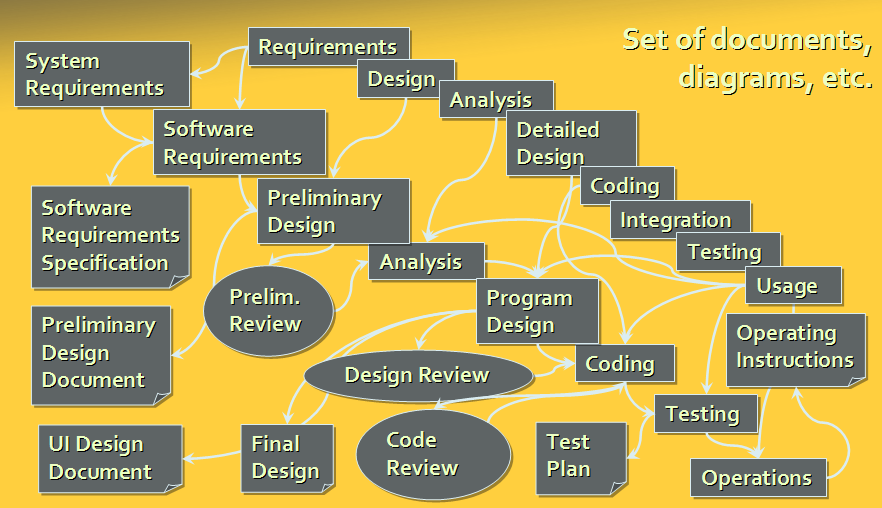 Set of documents,
diagrams, etc.
Requirements
System
Requirements
Design
Analysis
Software
Requirements
Detailed
Design
Coding
Software
Requirements
Specification
Preliminary
Design
Integration
Testing
Analysis
Usage
Prelim.
Review
Program
Design
Preliminary
Design
Document
Operating
Instructions
Design Review
Coding
Testing
UI Design
Document
Final
Design
Code
Review
Test
Plan
Operations